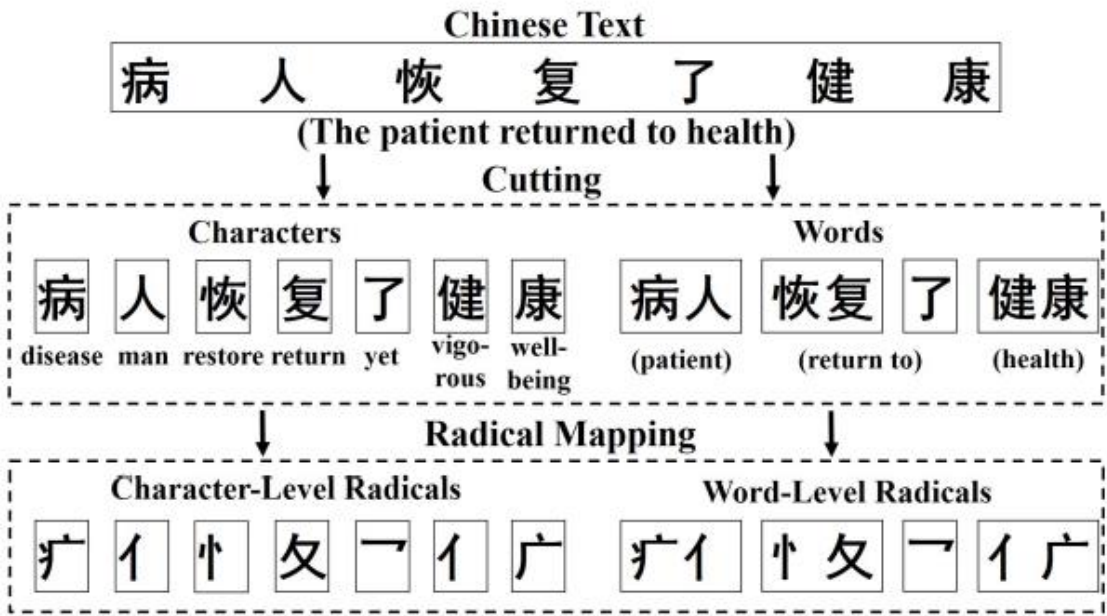 Chinese Text
病 人 恢 复 了 健 康
(The patient returned to health)
Cutting
Characters Words
病 人 恢 复 了 健 康 病人 恢复 了 健康
disease man restore return yet vigo- well- (patient) (return to) (health)
rous being
Radical Mapping
Character-Level Radicals Word-Level Radicals
疒 亻 忄 夂 乛 亻 广 疒亻 忄夂 乛 亻广